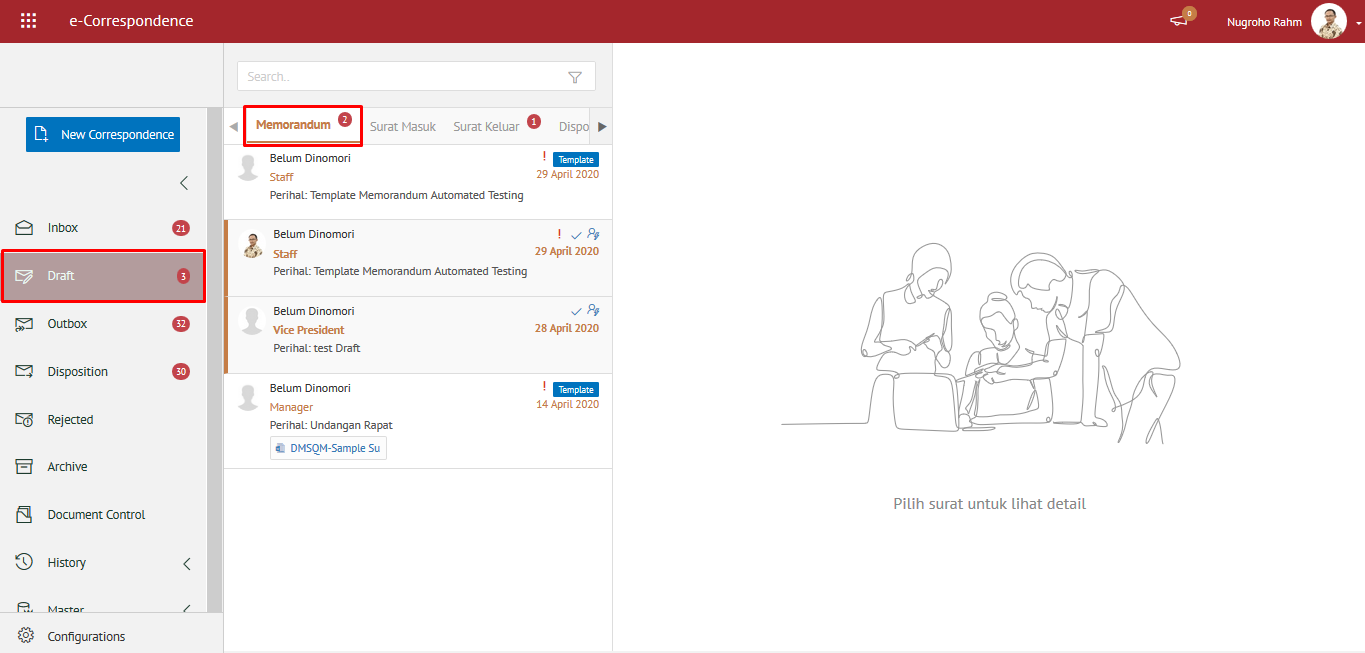 e-Correspondence
0
Nugroho Rahm
New Correspondence
Inbox
21
Draft
3
Outbox
32
Disposition
30
Rejected
Archive
Document Control
History
Master
Configurations
Search..
Memorandum
2
Surat Masuk
Surat Keluar
1
Dispo
Belum Dinomori
! Template
Staff
29 April 2020
Perihal: Template Memorandum Automated Testing
Belum Dinomori
!
Staff
29 April 2020
Perihal: Template Memorandum Automated Testing
Belum Dinomori
Vice President
28 April 2020
Perihal: test Draft
Belum Dinomori
! Template
Manager
14 April 2020
Perihal: Undangan Rapat
DMSQM-Sample Su
Pilih surat untuk lihat detail